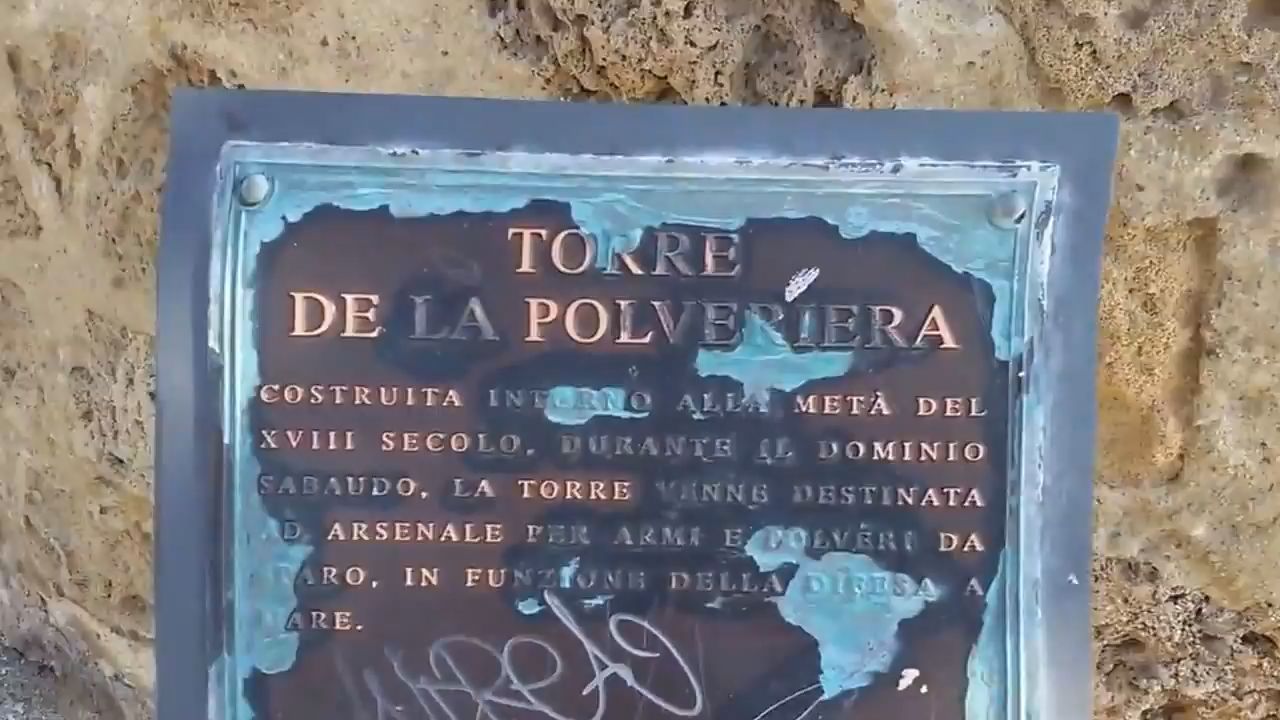 TORRE
DE LA POLVERIERA
COSTRUITA INTORNO ALLA METÀ DEL
XVIII SECOLO, DURANTE IL DOMINIO
SABAUDO, LA TORRE VENNE DESTINATA
AD ARSENALE PER ARMI E POLVERI DA
SPARO, IN FUNZIONE DELLA DIFESA A
MARE.